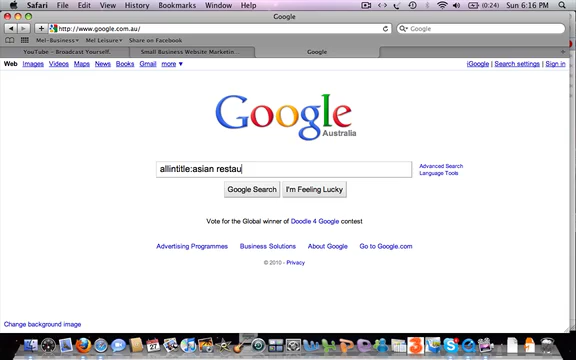 Safari File Edit View History Bookmarks Window Help (0:24) Sun 6:16 PM
Google
http://www.google.com.au/ Google
Mel-Business▼ Mel Leisure▼ Share on Facebook
YouTube - Broadcast Yourself. Small Business Website Marketin... Google
Web Images Videos Maps News Books Gmail more ▼ iGoogle | Search settings | Sign in
Google
Australia
allintitle:asian restau
Advanced Search
Language Tools
Google Search I'm Feeling Lucky
Vote for the Global winner of Doodle 4 Google contest
Advertising Programmes Business Solutions About Google Go to Google.com
© 2010 - Privacy
Change background image